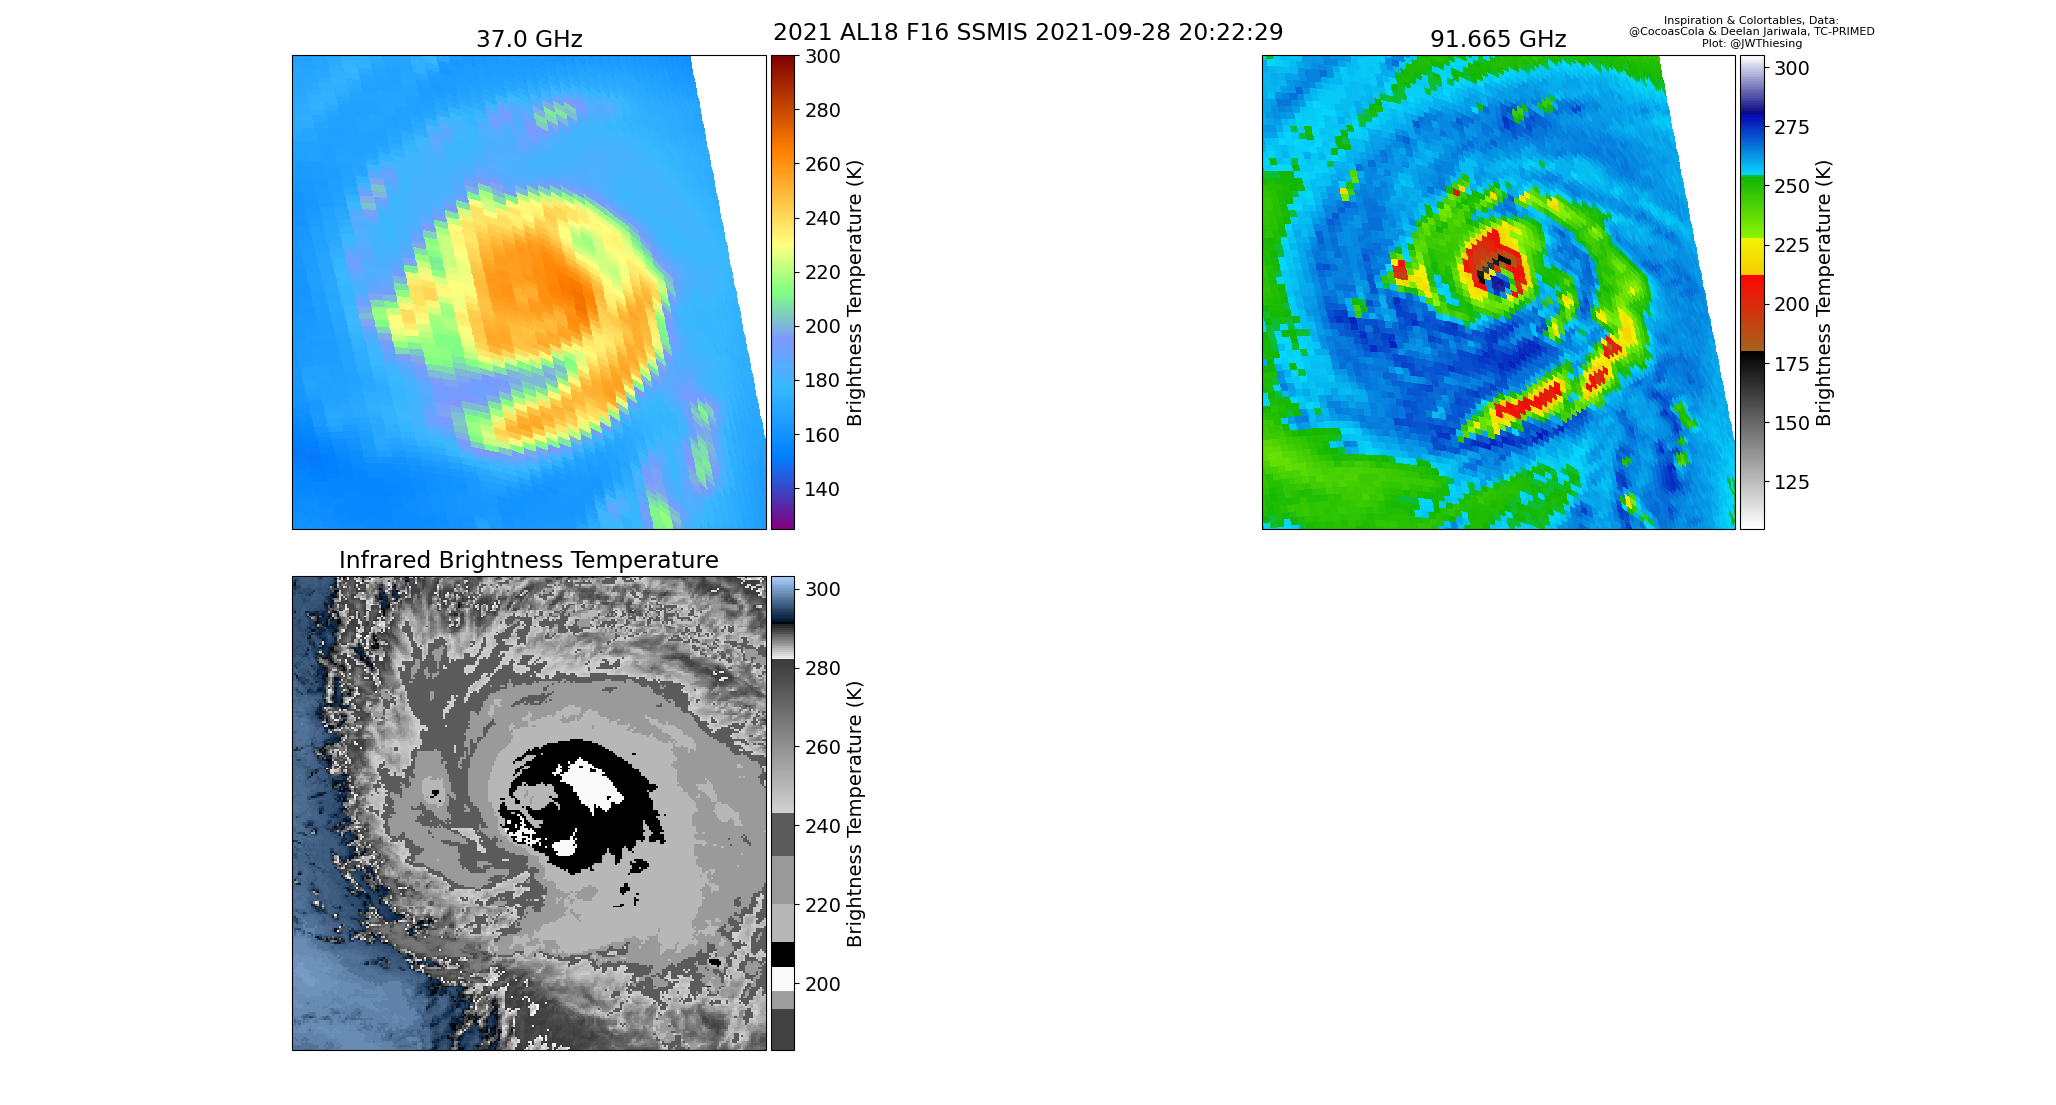 2021 AL18 F16 SSMIS 2021-09-28 20:22:29
Inspiration & Colortables, Data:
@CocoasCola & Deelan Jariwala, TC-PRIMED
Plot: @JWThiesing
37.0 GHz
300
280
260
240
220
200
180
160
140
Brightness Temperature (K)
91.665 GHz
300
275
250
225
200
175
150
125
Brightness Temperature (K)
Infrared Brightness Temperature
300
280
260
240
220
200
Brightness Temperature (K)